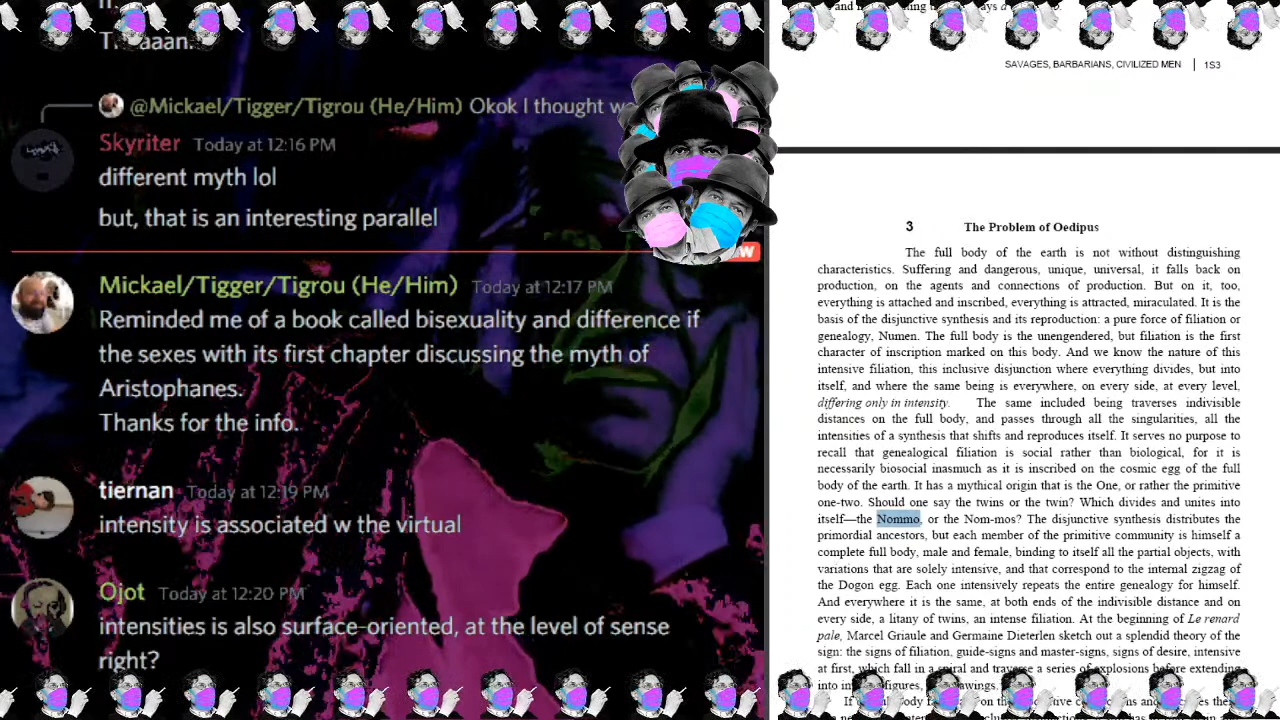 @Mickael/Tigger/Tigrou (He/Him) Okok I thought
Skyriter Today at 12:16 PM
different myth lol
but, that is an interesting parallel
Mickael/Tigger/Tigrou (He/Him) Today at 12:17 PM
Reminded me of a book called bisexuality and difference if
the sexes with its first chapter discussing the myth of
Aristophanes.
Thanks for the info.
tiernan Today at 12:19 PM
intensity is associated w the virtual
Ojot Today at 12:20 PM
intensities is also surface-oriented, at the level of sense
right?
SAVAGES, BARBARIANS, CIVILIZED MEN | 1S3
3 The Problem of Oedipus
The full body of the earth is not without distinguishing
characteristics. Suffering and dangerous, unique, universal, it falls back on
production, on the agents and connections of production. But on it, too,
everything is attached and inscribed, everything is attracted, miraculated. It is the
basis of the disjunctive synthesis and its reproduction: a pure force of filiation or
genealogy, Numen. The full body is the unengendered, but filiation is the first
character of inscription marked on this body. And we know the nature of this
intensive filiation, this inclusive disjunction where everything divides, but into
itself, and where the same being is everywhere, on every side, at every level,
differing only in intensity. The same included being traverses indivisible
distances on the full body, and passes through all the singularities, all the
intensities of a synthesis that shifts and reproduces itself. It serves no purpose to
recall that genealogical filiation is social rather than biological, for it is
necessarily biosocial inasmuch as it is inscribed on the cosmic egg of the full
body of the earth. It has a mythical origin that is the One, or rather the primitive
one-two. Should one say the twins or the twin? Which divides and unites into
itself—the Nommo, or the Nom-mos? The disjunctive synthesis distributes the
primordial ancestors, but each member of the primitive community is himself a
complete full body, male and female, binding to itself all the partial objects, with
variations that are solely intensive, and that correspond to the internal zigzag of
the Dogon egg. Each one intensively repeats the entire genealogy for himself.
And everywhere it is the same, at both ends of the indivisible distance and on
every side, a litany of twins, an intense filiation. At the beginning of Le renard
pale, Marcel Griaule and Germaine Dieterlen sketch out a splendid theory of the
sign: the signs of filiation, guide-signs and master-signs, signs of desire, intensive
at first, which fall in a spiral and traverse a series of explosions before extending
into